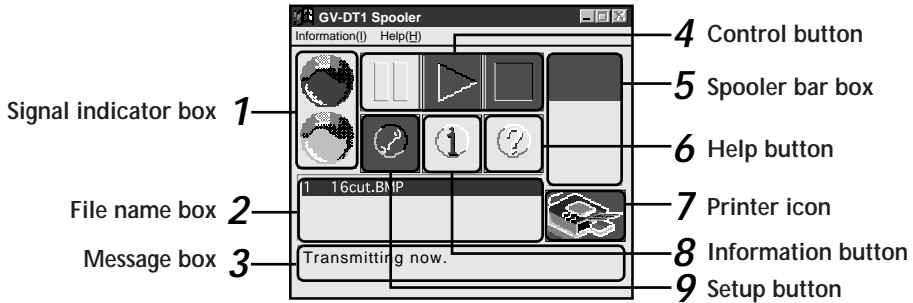 GV-DT1 Spooler
Information(I) Help(H)
4 Control button
5 Spooler bar box
Signal indicator box 1
6 Help button
1 16cut.BMP
File name box 2
7 Printer icon
8 Information button
Message box 3
Transmitting now.
9 Setup button